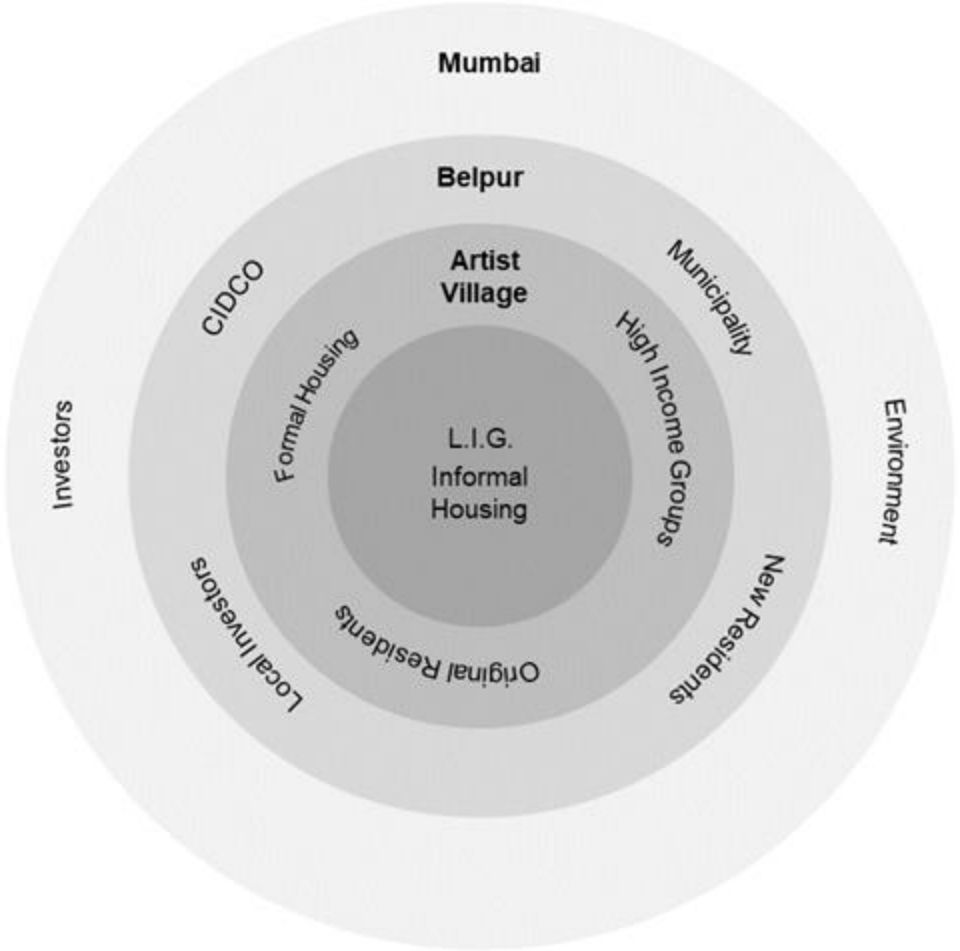 Mumbai
Belpur
Artist
Village
CIDCO
Municipality
Formal Housing
High Income Groups
Investors
Environment
L.I.G.
Informal
Housing
Local Investors
New Residents
Original Residents